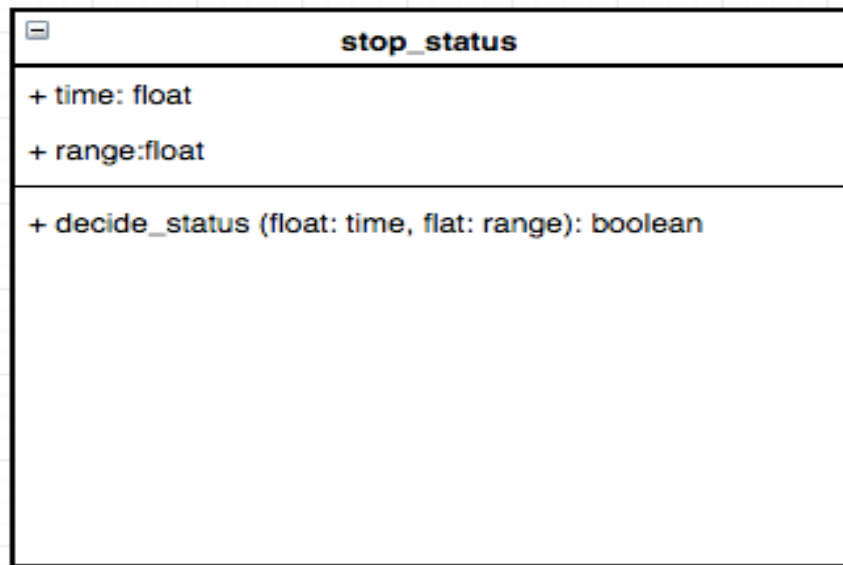 stop_status
+ time: float
+ range:float
+ decide_status (float: time, flat: range): boolean